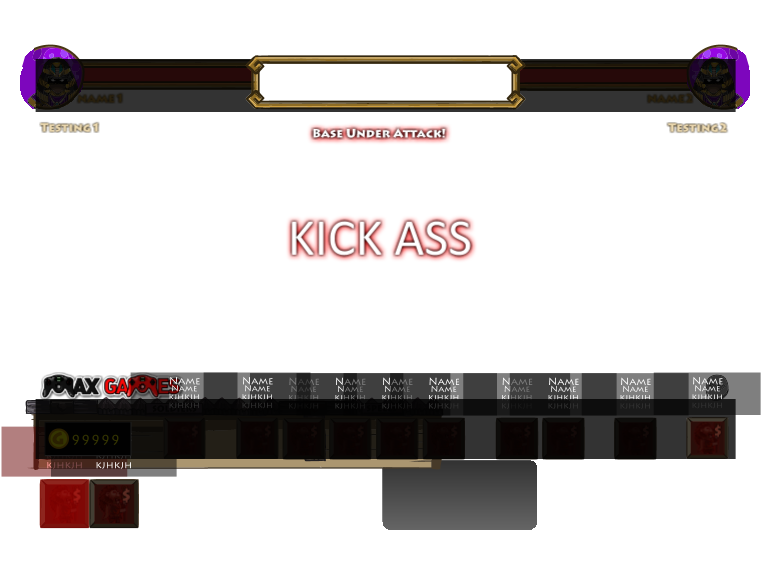 NAME1 NAME2
TESTING1 TESTING2
BASE UNDER ATTACK!
KICK ASS
MAX GAMES
NAME NAME NAME NAME NAME NAME NAME NAME NAME NAME
NAME NAME NAME NAME NAME NAME NAME NAME NAME NAME
KJHKJH KJHKJH KJHKJH KJHKJH KJHKJH KJHKJH KJHKJH KJHKJH KJHKJH KJHKJH
G 99999
KJHKJH KJHKJH
$ $